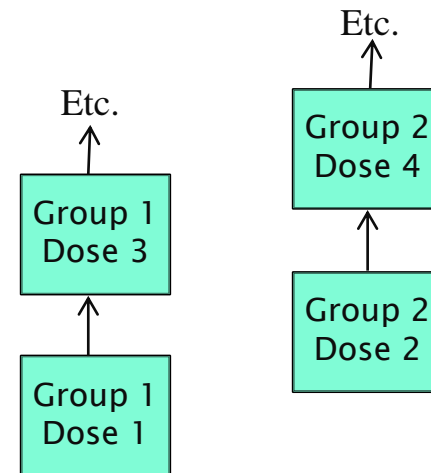 Etc.
Group 1
Dose 3
Group 1
Dose 1
Etc.
Group 2
Dose 4
Group 2
Dose 2